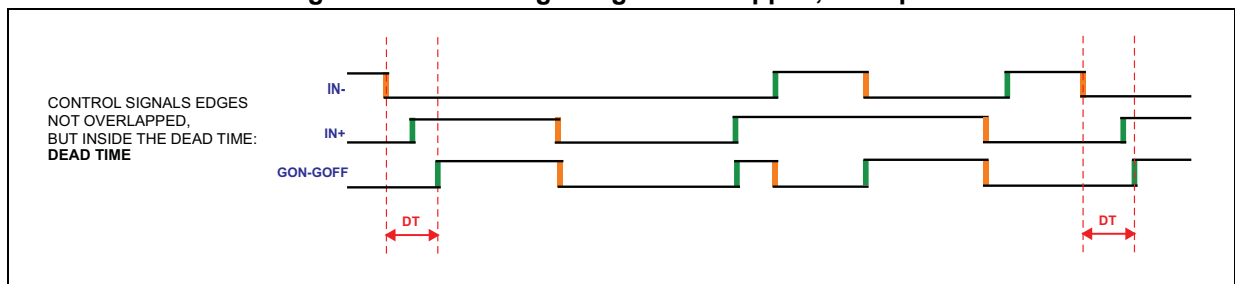 CONTROL SIGNALS EDGES
NOT OVERLAPPED,
BUT INSIDE THE DEAD TIME:
DEAD TIME
IN-
IN+
GON-GOFF
DT
DT